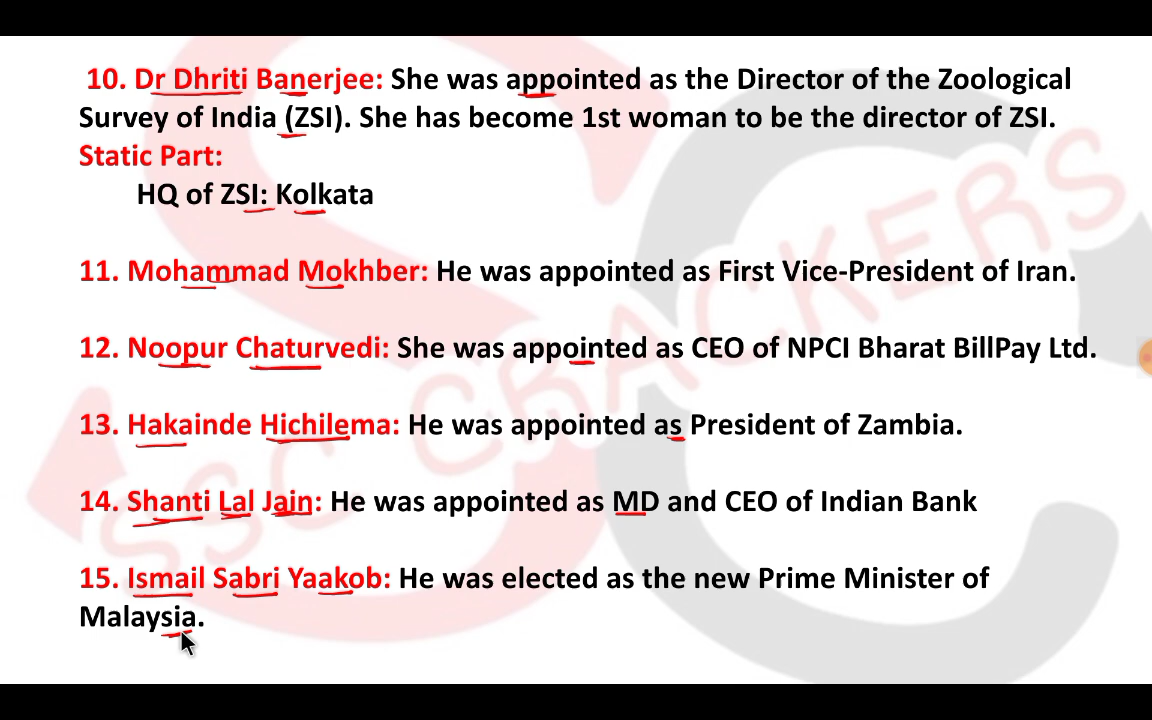 10. Dr Dhriti Banerjee: She was appointed as the Director of the Zoological
Survey of India (ZSI). She has become 1st woman to be the director of ZSI.
Static Part:
HQ of ZSI: Kolkata
11. Mohammad Mokhber: He was appointed as First Vice-President of Iran.
12. Noopur Chaturvedi: She was appointed as CEO of NPCI Bharat BillPay Ltd.
13. Hakainde Hichilema: He was appointed as President of Zambia.
14. Shanti Lal Jain: He was appointed as MD and CEO of Indian Bank
15. Ismail Sabri Yaakob: He was elected as the new Prime Minister of
Malaysia.
SSC CRACKERS